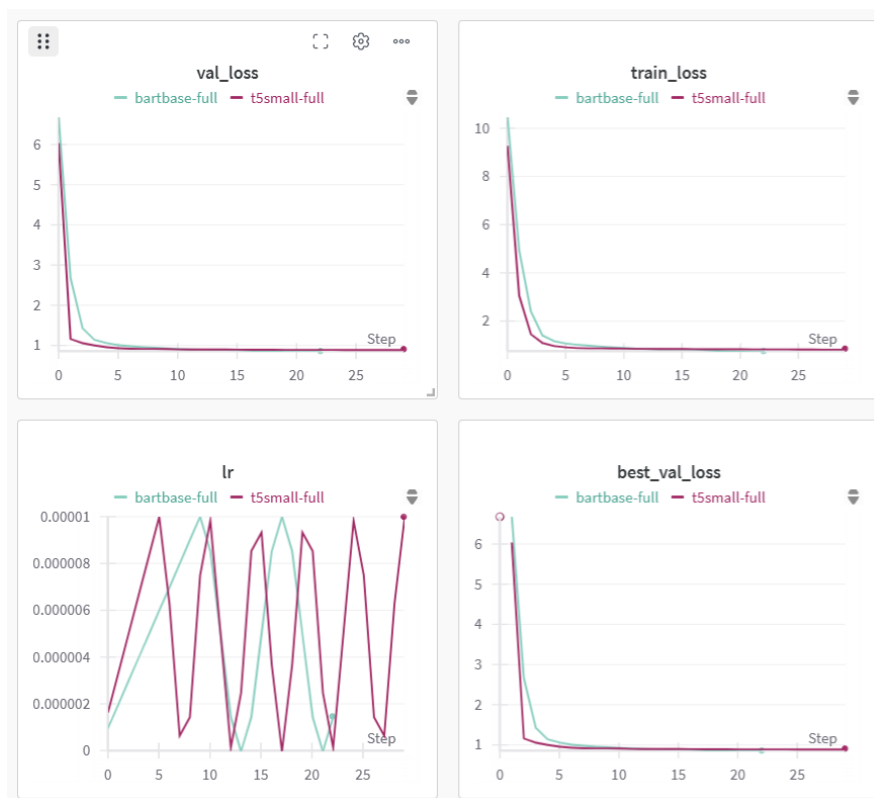 val_loss
bartbase-full t5small-full
6
5
4
3
2
1
Step
0 5 10 15 20 25
train_loss
bartbase-full t5small-full
10
8
6
4
2
Step
0 5 10 15 20 25
lr
bartbase-full t5small-full
0.00001
0.000008
0.000006
0.000004
0.000002
0
Step
0 5 10 15 20 25
best_val_loss
bartbase-full t5small-full
6
5
4
3
2
1
Step
0 5 10 15 20 25